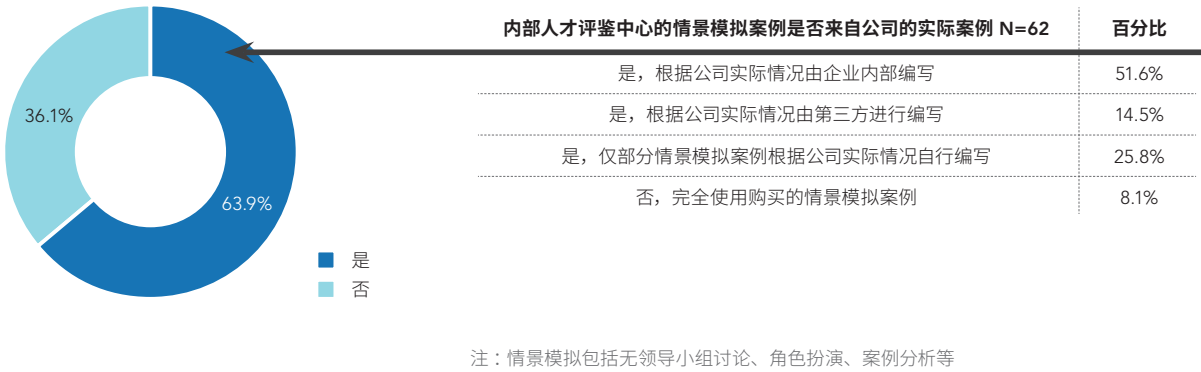 内部人才评鉴中心的情景模拟案例是否来自公司的实际案例 N=62 百分比
是，根据公司实际情况由企业内部编写 51.6%
是，根据公司实际情况由第三方进行编写 14.5%
是，仅部分情景模拟案例根据公司实际情况自行编写 25.8%
否，完全使用购买的情景模拟案例 8.1%
36.1%
63.9%
是
否
注：情景模拟包括无领导小组讨论、角色扮演、案例分析等